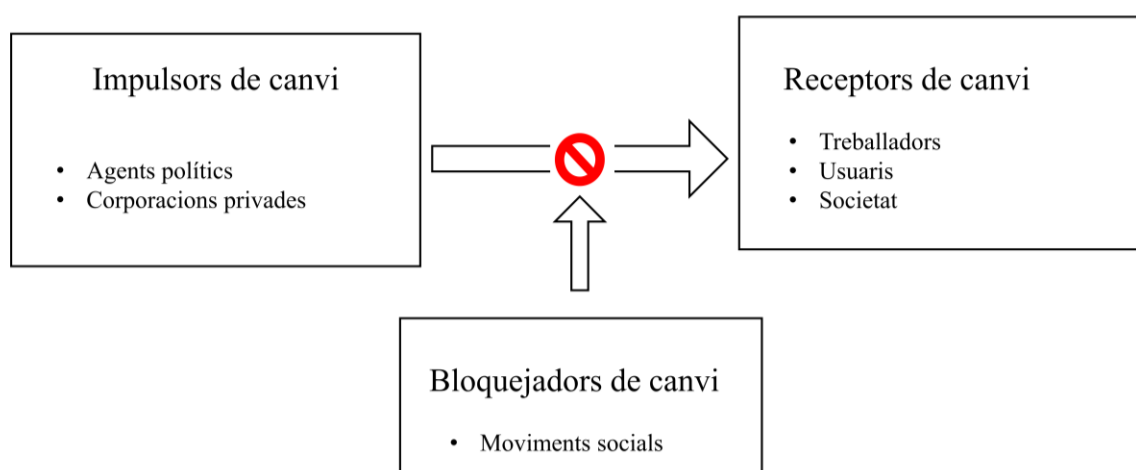 Impulsors de canvi
• Agents polítics
• Corporacions privades
Receptors de canvi
• Treballadors
• Usuaris
• Societat
Bloquejadors de canvi
• Moviments socials